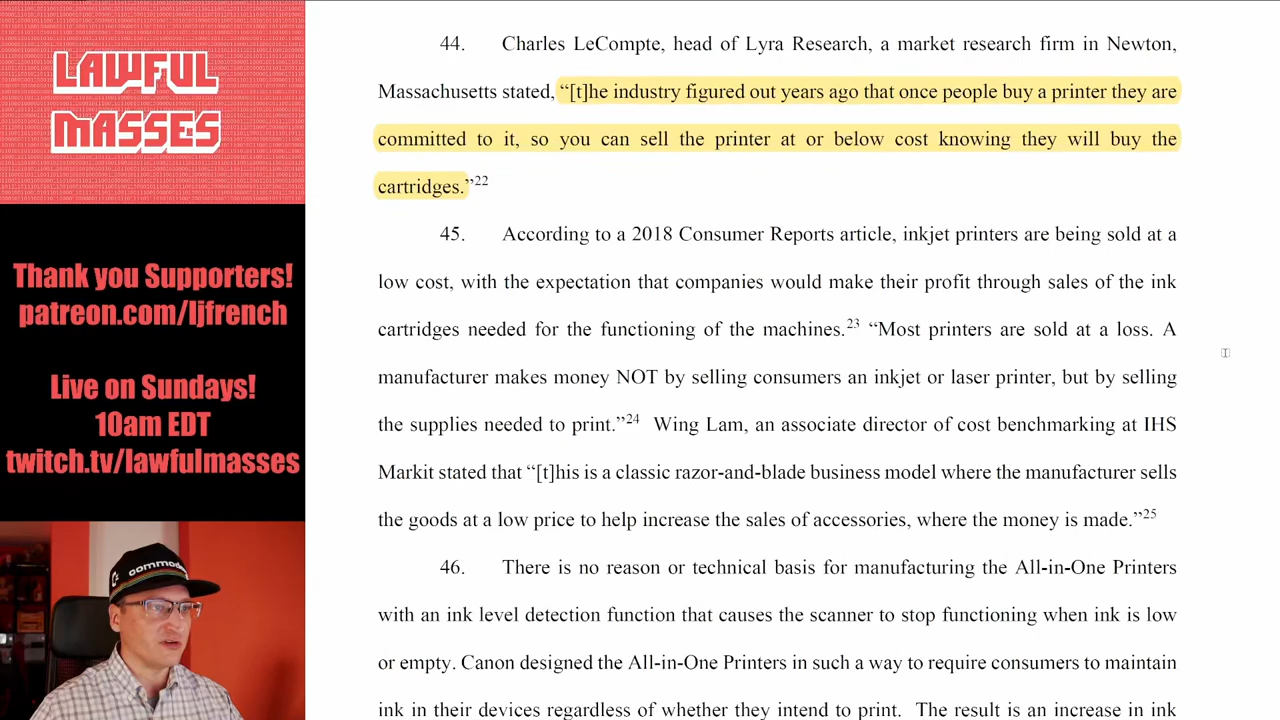 LAWFUL
MASSES
Thank you Supporters!
patreon.com/ljfrench
Live on Sundays!
10am EDT
twitch.tv/lawfulmasses
44. Charles LeCompte, head of Lyra Research, a market research firm in Newton,
Massachusetts stated, “[t]he industry figured out years ago that once people buy a printer they are
committed to it, so you can sell the printer at or below cost knowing they will buy the
cartridges.”22
45. According to a 2018 Consumer Reports article, inkjet printers are being sold at a
low cost, with the expectation that companies would make their profit through sales of the ink
cartridges needed for the functioning of the machines.23 “Most printers are sold at a loss. A
manufacturer makes money NOT by selling consumers an inkjet or laser printer, but by selling
the supplies needed to print.”24 Wing Lam, an associate director of cost benchmarking at IHS
Markit stated that “[t]his is a classic razor-and-blade business model where the manufacturer sells
the goods at a low price to help increase the sales of accessories, where the money is made.”25
46. There is no reason or technical basis for manufacturing the All-in-One Printers
with an ink level detection function that causes the scanner to stop functioning when ink is low
or empty. Canon designed the All-in-One Printers in such a way to require consumers to maintain
ink in their devices regardless of whether they intend to print. The result is an increase in ink